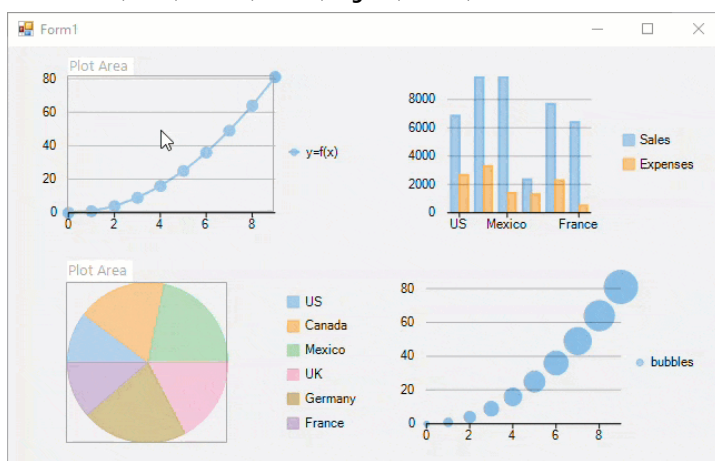 Form1
Plot Area
80
60
40
20
0
0 2 4 6 8
y=f(x)
8000
6000
4000
2000
0
US Mexico France
Sales
Expenses
Plot Area
US
Canada
Mexico
UK
Germany
France
80
60
40
20
0
0 2 4 6 8
bubbles